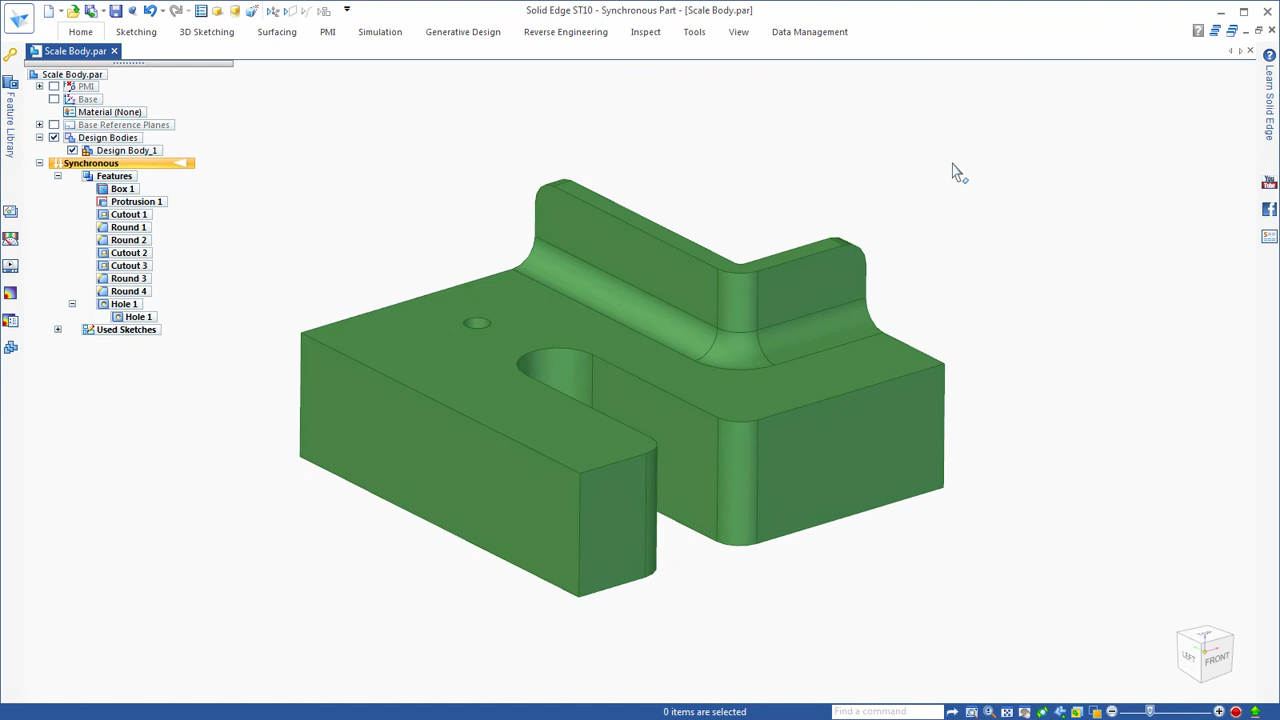 Solid Edge ST10 - Synchronous Part - [Scale Body.par]
Home Sketching 3D Sketching Surfacing PMI Simulation Generative Design Reverse Engineering Inspect Tools View Data Management
Scale Body.par
Scale Body.par
PMI
Base
Material (None)
Base Reference Planes
Design Bodies
Design Body_1
Synchronous
Features
Box 1
Protrusion 1
Cutout 1
Round 1
Round 2
Cutout 2
Cutout 3
Round 3
Round 4
Hole 1
Hole 1
Used Sketches
Feature Library
Learn Solid Edge
You
Tube
LEFT
FRONT
0 items are selected
Find a command